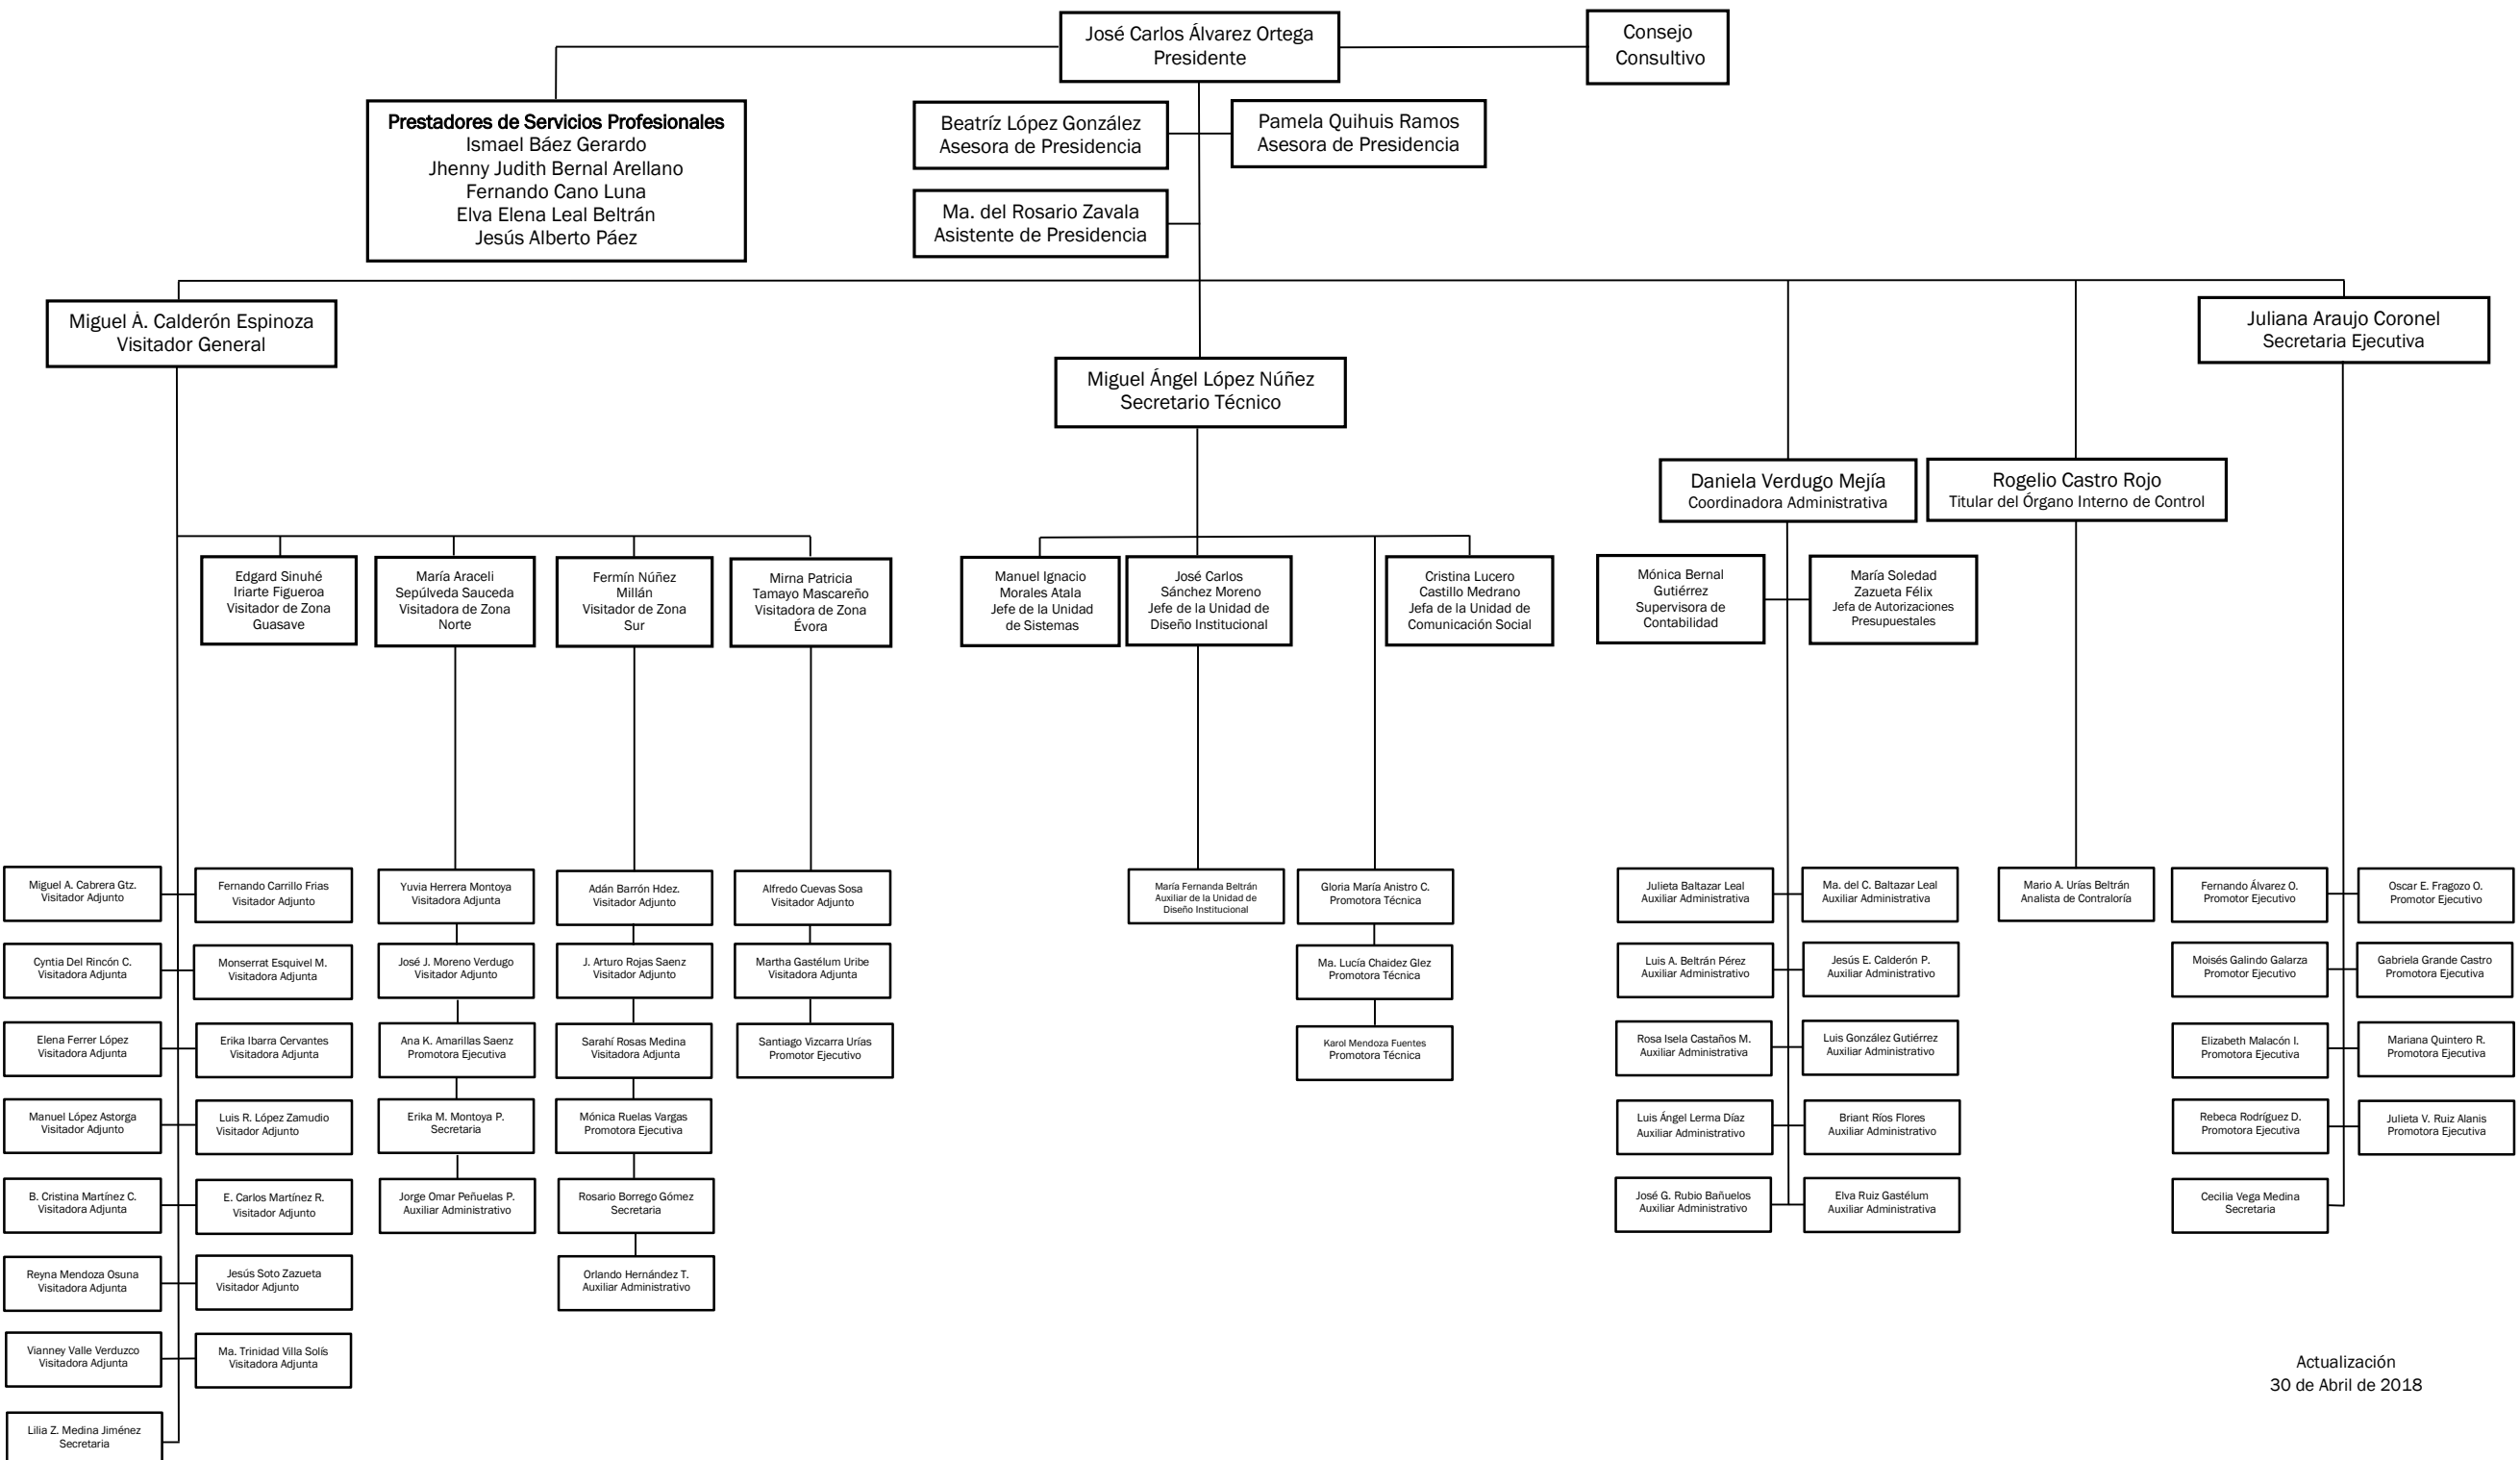 José Carlos Álvarez Ortega
Presidente
Consejo
Consultivo
Prestadores de Servicios Profesionales
Ismael Báez Gerardo
Jhenny Judith Bernal Arellano
Fernando Cano Luna
Elva Elena Leal Beltrán
Jesús Alberto Páez
Beatríz López González
Asesora de Presidencia
Pamela Quihuis Ramos
Asesora de Presidencia
Ma. del Rosario Zavala
Asistente de Presidencia
Miguel Á. Calderón Espinoza
Visitador General
Miguel Ángel López Núñez
Secretario Técnico
Juliana Araujo Coronel
Secretaria Ejecutiva
Daniela Verdugo Mejía
Coordinadora Administrativa
Rogelio Castro Rojo
Titular del Órgano Interno de Control
Edgard Sinuhé
Iriarte Figueroa
Visitador de Zona
Guasave
María Araceli
Sepúlveda Sauceda
Visitadora de Zona
Norte
Fermín Núñez
Millán
Visitador de Zona
Sur
Mirna Patricia
Tamayo Mascareño
Visitadora de Zona
Évora
Manuel Ignacio
Morales Atala
Jefe de la Unidad
de Sistemas
José Carlos
Sánchez Moreno
Jefe de la Unidad de
Diseño Institucional
Cristina Lucero
Castillo Medrano
Jefa de la Unidad de
Comunicación Social
Mónica Bernal
Gutiérrez
Supervisora de
Contabilidad
María Soledad
Zazueta Félix
Jefa de Autorizaciones
Presupuestales
Miguel A. Cabrera Gtz.
Visitador Adjunto
Fernando Carrillo Frias
Visitador Adjunto
Yuvia Herrera Montoya
Visitadora Adjunta
Adán Barrón Hdez.
Visitador Adjunto
Alfredo Cuevas Sosa
Visitador Adjunto
María Fernanda Beltrán
Auxiliar de la Unidad de
Diseño Institucional
Gloria María Anistro C.
Promotora Técnica
Julieta Baltazar Leal
Auxiliar Administrativa
Ma. del C. Baltazar Leal
Auxiliar Administrativa
Mario A. Urías Beltrán
Analista de Contraloría
Fernando Álvarez O.
Promotor Ejecutivo
Oscar E. Fragozo O.
Promotor Ejecutivo
Cyntia Del Rincón C.
Visitadora Adjunta
Monserrat Esquivel M.
Visitadora Adjunta
José J. Moreno Verdugo
Visitador Adjunto
J. Arturo Rojas Saenz
Visitador Adjunto
Martha Gastélum Uribe
Visitadora Adjunta
Ma. Lucía Chaidez Glez
Promotora Técnica
Luis A. Beltrán Pérez
Auxiliar Administrativo
Jesús E. Calderón P.
Auxiliar Administrativo
Moisés Galindo Galarza
Promotor Ejecutivo
Gabriela Grande Castro
Promotora Ejecutiva
Elena Ferrer López
Visitadora Adjunta
Erika Ibarra Cervantes
Visitadora Adjunta
Ana K. Amarillas Saenz
Promotora Ejecutiva
Sarahí Rosas Medina
Visitadora Adjunta
Santiago Vizcarra Urías
Promotor Ejecutivo
Karol Mendoza Fuentes
Promotora Técnica
Rosa Isela Castaños M.
Auxiliar Administrativa
Luis González Gutiérrez
Auxiliar Administrativo
Elizabeth Malacón I.
Promotora Ejecutiva
Mariana Quintero R.
Promotora Ejecutiva
Manuel López Astorga
Visitador Adjunto
Luis R. López Zamudio
Visitador Adjunto
Erika M. Montoya P.
Secretaria
Mónica Ruelas Vargas
Promotora Ejecutiva
Luis Ángel Lerma Díaz
Auxiliar Administrativo
Briant Ríos Flores
Auxiliar Administrativo
Rebeca Rodríguez D.
Promotora Ejecutiva
Julieta V. Ruiz Alanis
Promotora Ejecutiva
B. Cristina Martínez C.
Visitadora Adjunta
E. Carlos Martínez R.
Visitador Adjunto
Jorge Omar Peñuelas P.
Auxiliar Administrativo
Rosario Borrego Gómez
Secretaria
José G. Rubio Bañuelos
Auxiliar Administrativo
Elva Ruiz Gastélum
Auxiliar Administrativa
Cecilia Vega Medina
Secretaria
Reyna Mendoza Osuna
Visitadora Adjunta
Jesús Soto Zazueta
Visitador Adjunto
Orlando Hernández T.
Auxiliar Administrativo
Vianney Valle Verduzco
Visitadora Adjunta
Ma. Trinidad Villa Solís
Visitadora Adjunta
Lilia Z. Medina Jiménez
Secretaria
Actualización
30 de Abril de 2018